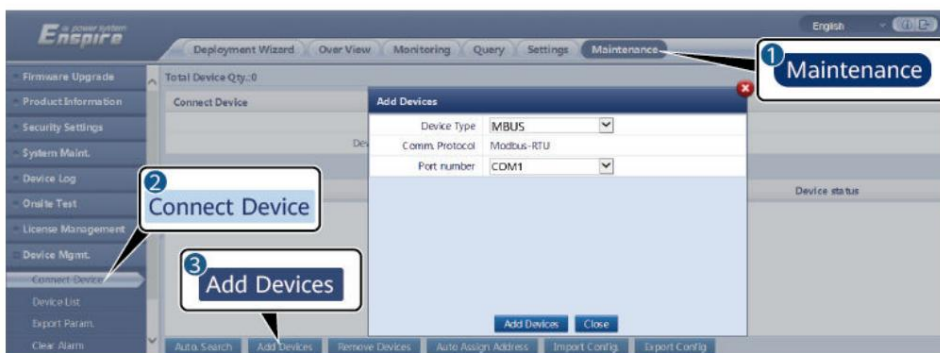 Enspire
English
Deployment Wizard Over View Monitoring Query Settings Maintenance
1 Maintenance
Firmware Upgrade
Total Device Qty.:0
Product Information
Connect Device
Add Devices
Security Settings
Device Type MBUS
System Maint.
Comm. Protocol Modbus-RTU
Port number COM1
Device Log
2 Connect Device
Device status
Onsite Test
License Management
Device Mgmt.
3 Add Devices
Connect Device
Device List
Export Param.
Add Devices Close
Clear Alarm
Auto. Search Add Devices Remove Devices Auto Assign Address Import Config. Export Config